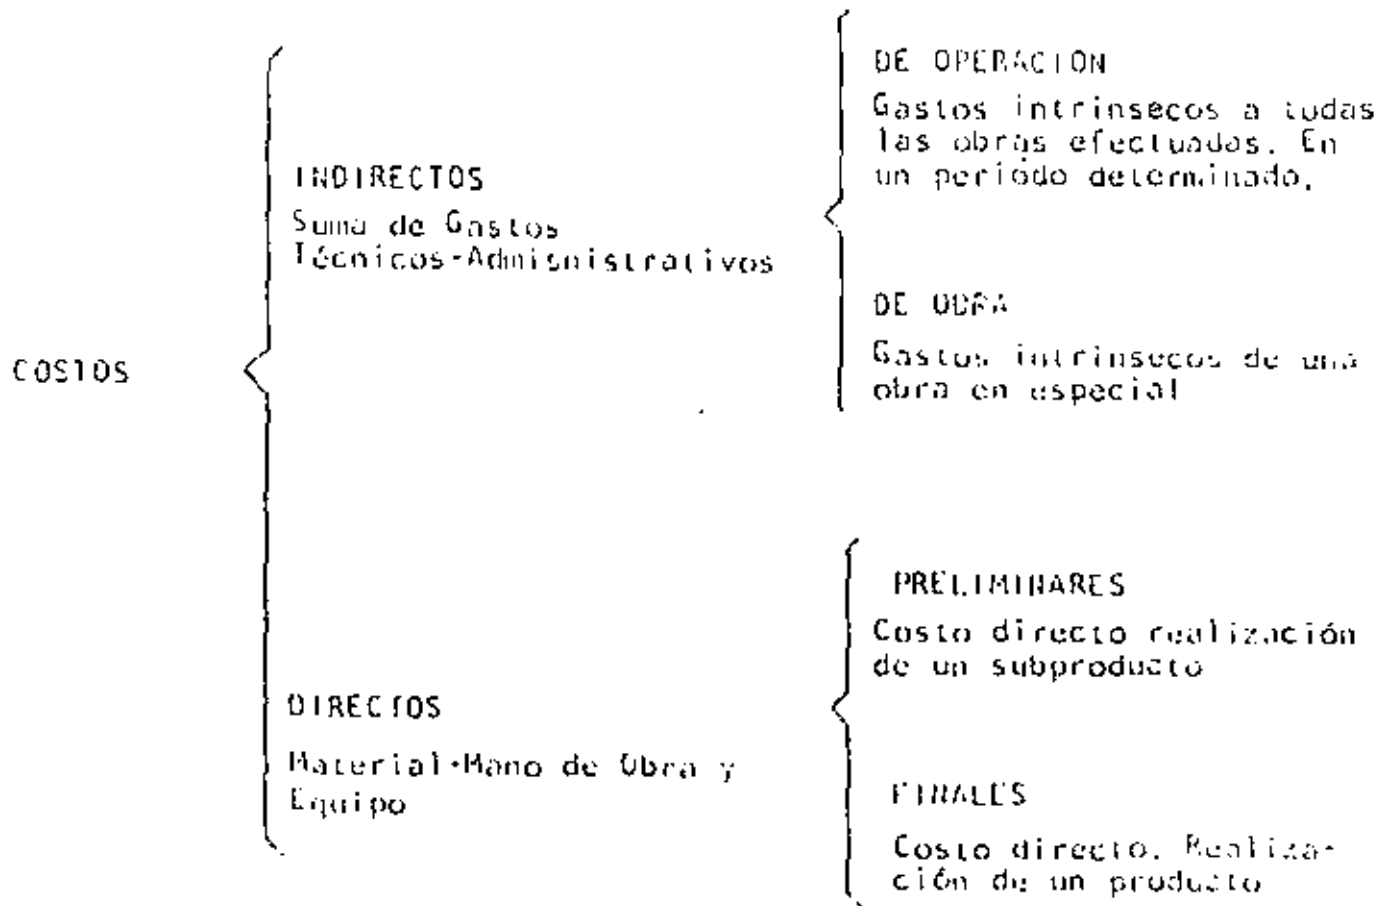 COSTOS
INDIRECTOS
Suma de Gastos
Técnicos-Admisnistrativos
DE OPERACION
Gastos intrinsecos a todas
las obras efectuadas. En
un período determinado.
DE OBRA
Gastos intrinsecos de una
obra en especial
DIRECTOS
Material-Mano de Obra y
Equipo
PRELIMINARES
Costo directo realización
de un subproducto
FINALES
Costo directo. Realiza-
ción de un producto